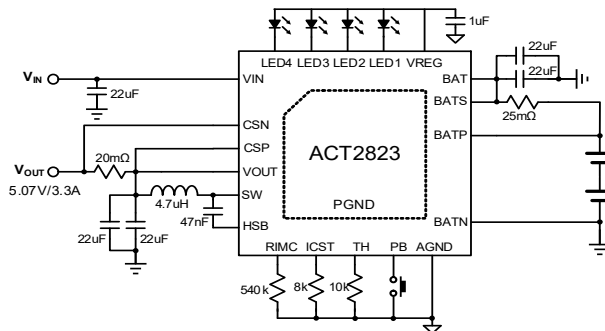 1uF
LED4 LED3 LED2 LED1 VREG
22uF
VIN
VIN
BAT
22uF
22uF
BATS
25mΩ
CSN
BATP
CSP
ACT2823
VOUT
20mΩ
VOUT
5.07V/3.3A
SW
4.7uH
PGND
47nF
BATN
HSB
22uF
22uF
RIMC ICST TH PB AGND
540k
8k
10k